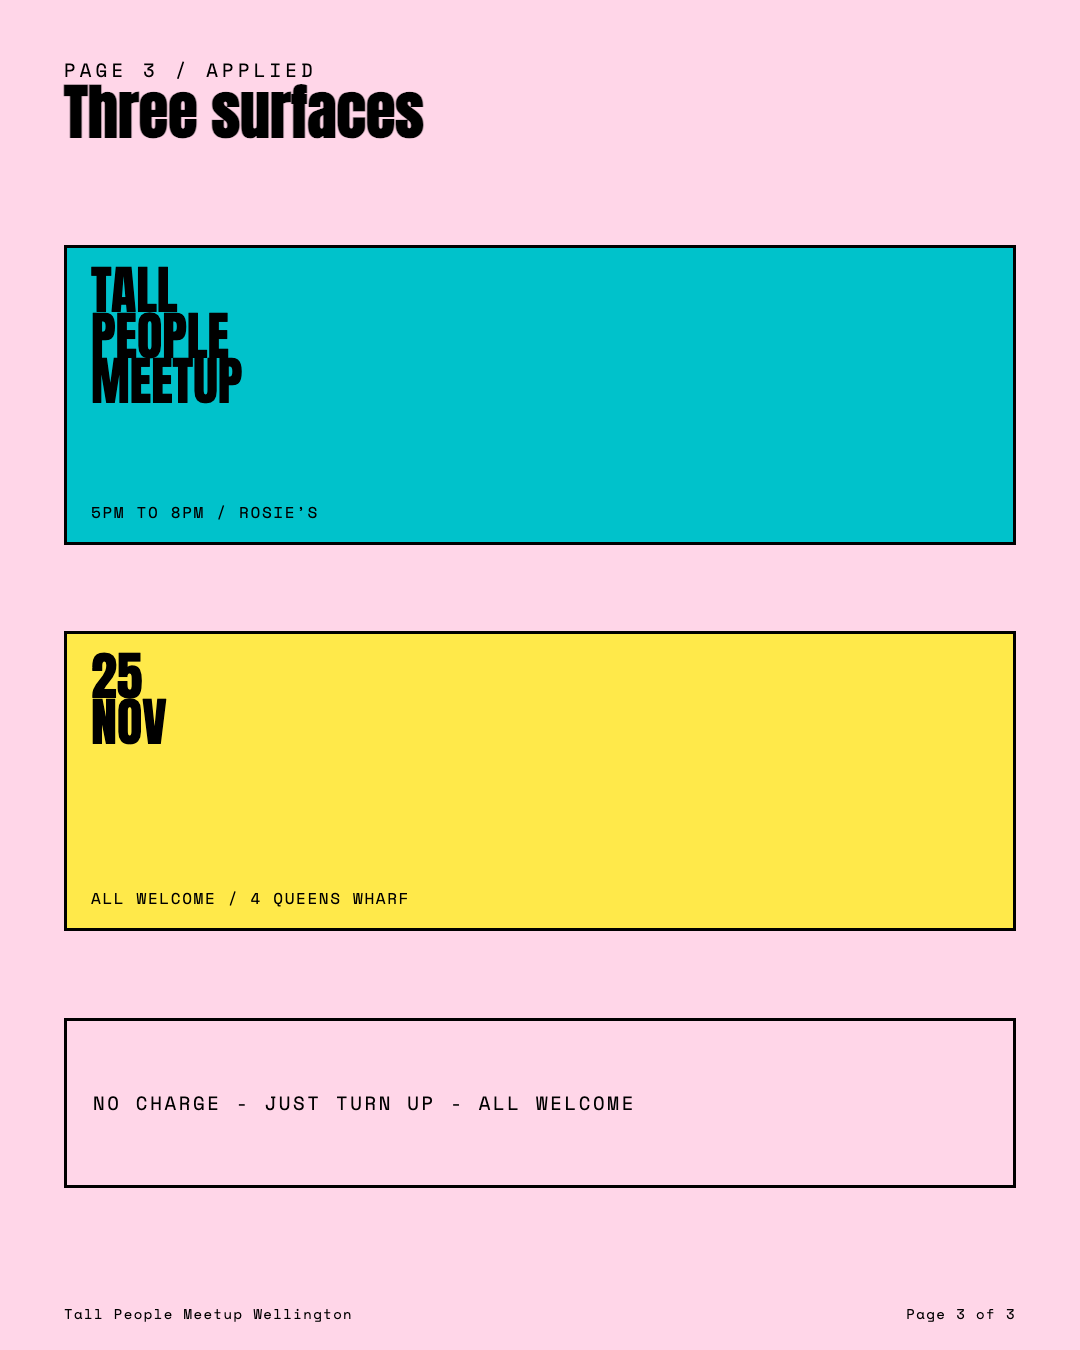 PAGE 3 / APPLIED
Three surfaces
TALL
PEOPLE
MEETUP
5PM TO 8PM / ROSIE’S
25
NOV
ALL WELCOME / 4 QUEENS WHARF
NO CHARGE - JUST TURN UP - ALL WELCOME
Tall People Meetup Wellington
Page 3 of 3